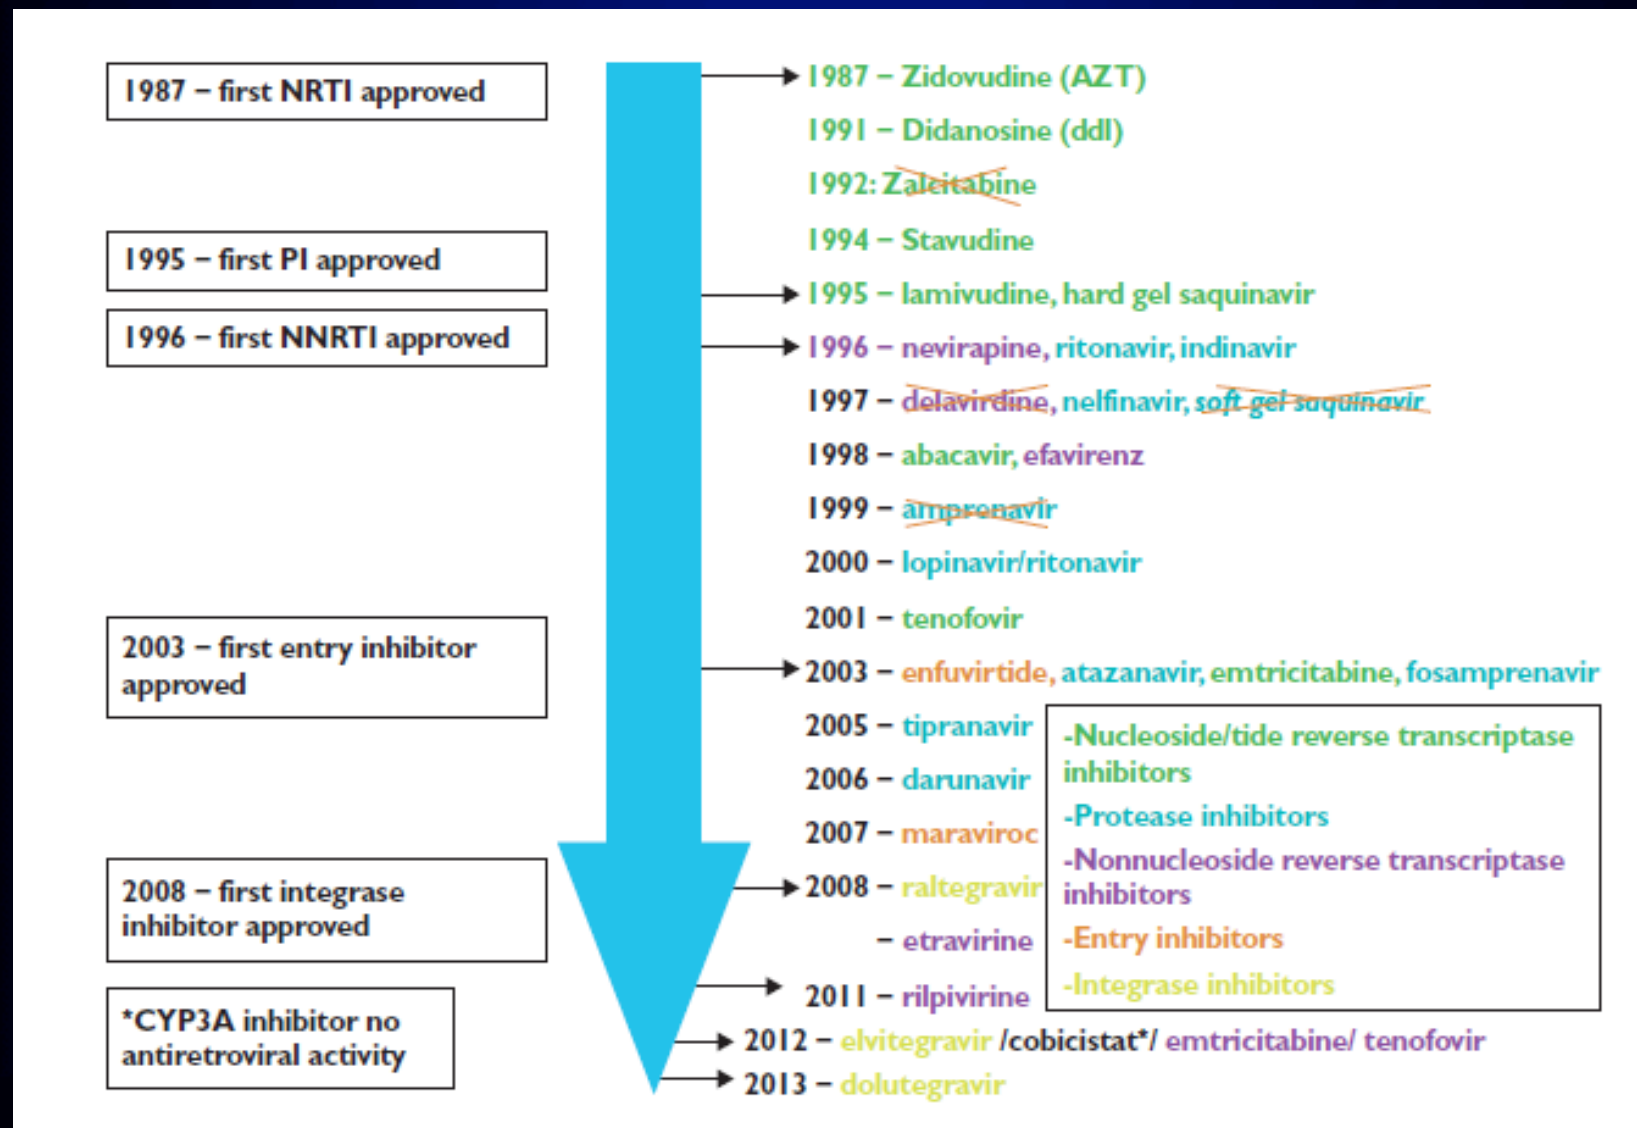 1987 – first NRTI approved
1987 – Zidovudine (AZT)
1991 – Didanosine (ddI)
1992: Zalcitabine
1994 – Stavudine
1995 – first PI approved
1995 – lamivudine, hard gel saquinavir
1996 – first NNRTI approved
1996 – nevirapine, ritonavir, indinavir
1997 – delavirdine, nelfinavir, soft gel saquinavir
1998 – abacavir, efavirenz
1999 – amprenavir
2000 – lopinavir/ritonavir
2001 – tenofovir
2003 – first entry inhibitor
approved
2003 – enfuvirtide, atazanavir, emtricitabine, fosamprenavir
2005 – tipranavir
2006 – darunavir
2007 – maraviroc
2008 – first integrase
inhibitor approved
2008 – raltegravir
– etravirine
2011 – rilpivirine
-Nucleoside/tide reverse transcriptase
inhibitors
-Protease inhibitors
-Nonnucleoside reverse transcriptase
inhibitors
-Entry inhibitors
-Integrase inhibitors
*CYP3A inhibitor no
antiretroviral activity
2012 – elvitegravir /cobicistat*/ emtricitabine/ tenofovir
2013 – dolutegravir